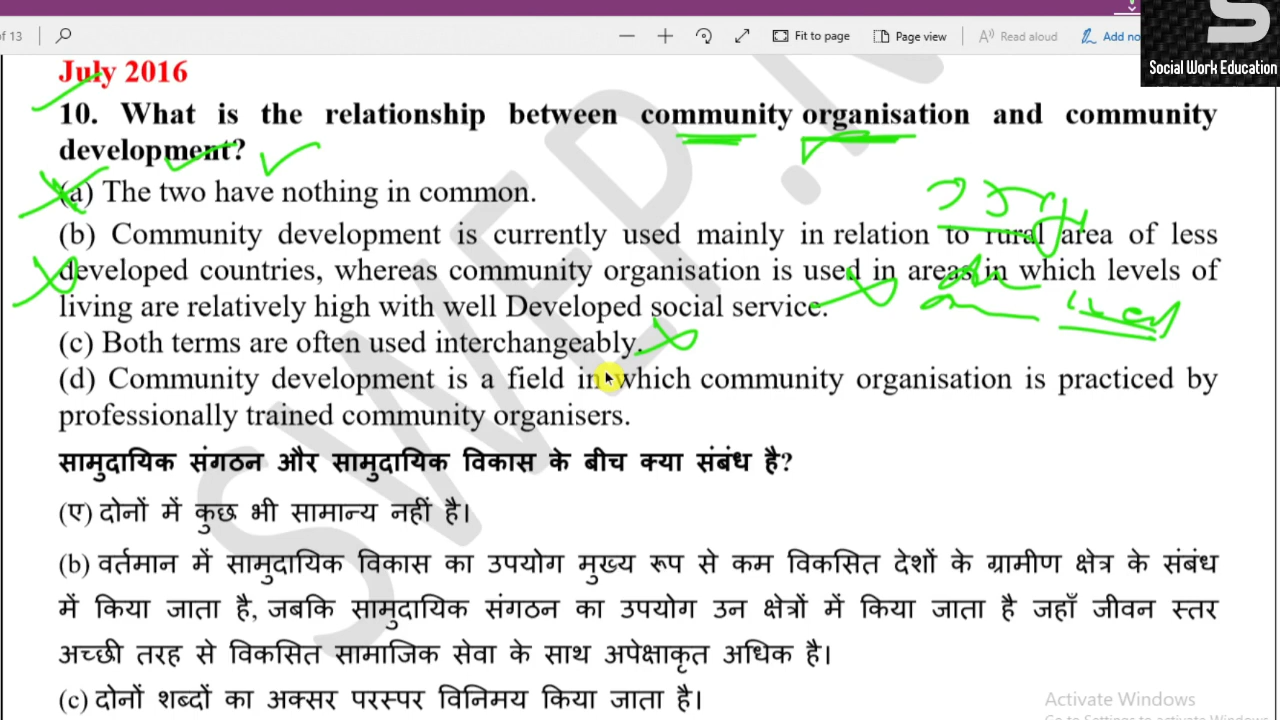 of 13
Fit to page
Page view
Read aloud
Add no
S
Social Work Education
July 2016
10. What is the relationship between community organisation and community
development?
(a) The two have nothing in common.
(b) Community development is currently used mainly in relation to rural area of less
developed countries, whereas community organisation is used in areas in which levels of
living are relatively high with well Developed social service.
(c) Both terms are often used interchangeably.
(d) Community development is a field in which community organisation is practiced by
professionally trained community organisers.
सामुदायिक संगठन और सामुदायिक विकास के बीच क्या संबंध है?
(ए) दोनों में कुछ भी सामान्य नहीं है।
(b) वर्तमान में सामुदायिक विकास का उपयोग मुख्य रूप से कम विकसित देशों के ग्रामीण क्षेत्र के संबंध
में किया जाता है, जबकि सामुदायिक संगठन का उपयोग उन क्षेत्रों में किया जाता है जहाँ जीवन स्तर
अच्छी तरह से विकसित सामाजिक सेवा के साथ अपेक्षाकृत अधिक है।
(c) दोनों शब्दों का अक्सर परस्पर विनिमय किया जाता है।
Activate Windows